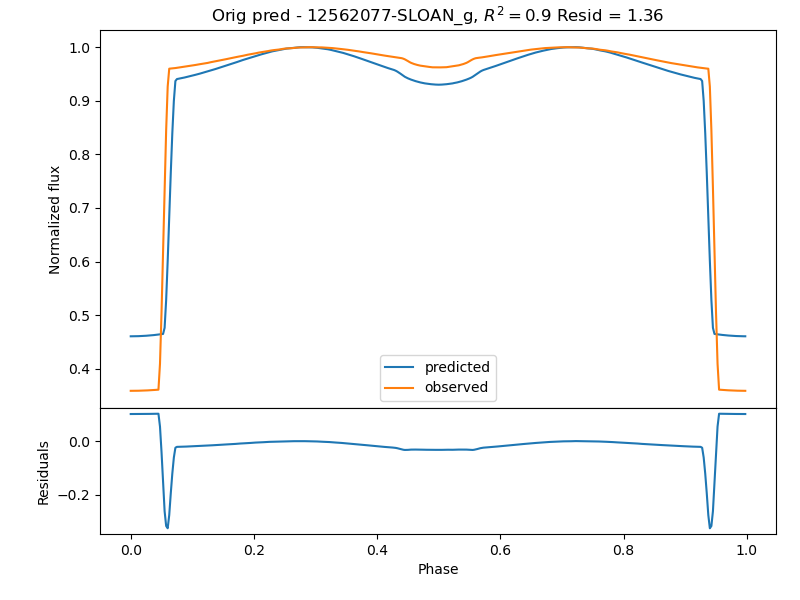 Orig pred - 12562077-SLOAN_g, R² = 0.9 Resid = 1.36
Normalized flux
1.0
0.9
0.8
0.7
0.6
0.5
0.4
predicted
observed
Residuals
0.0
−0.2
0.0 0.2 0.4 0.6 0.8 1.0
Phase